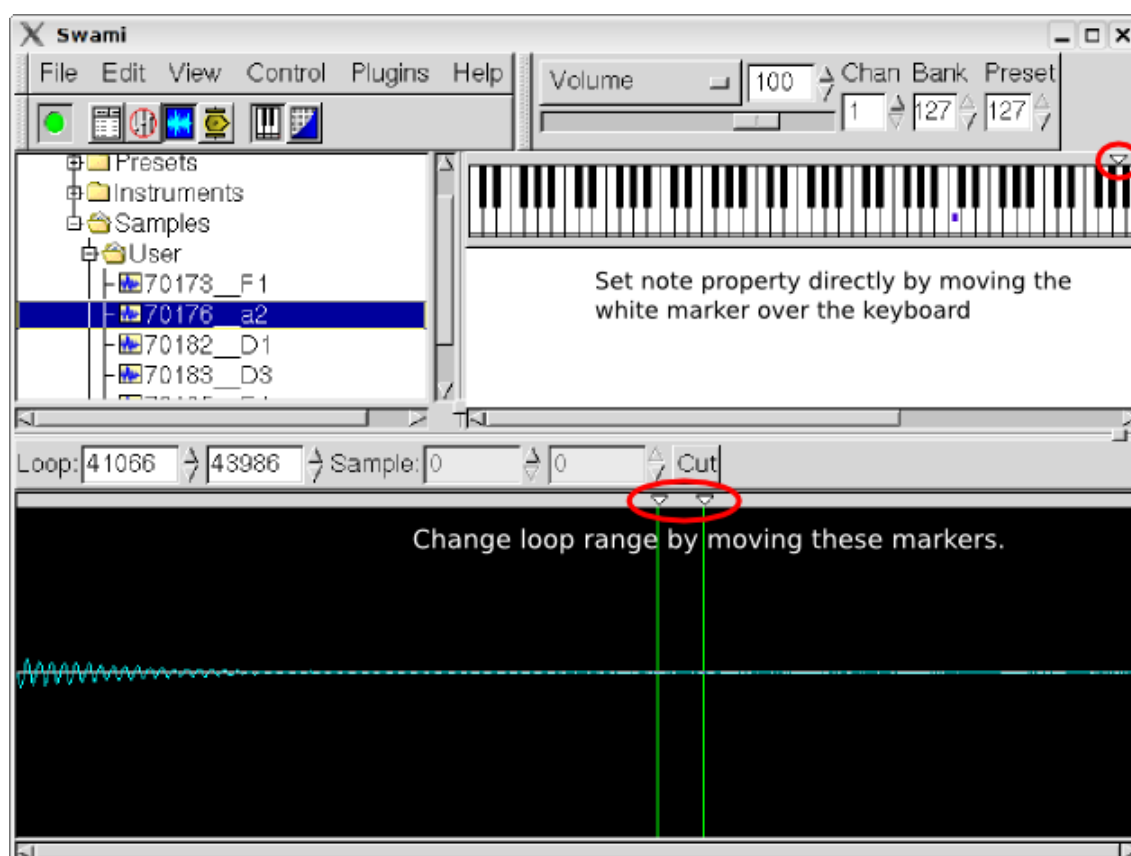 Swami
File Edit View Control Plugins Help
Volume 100 Chan Bank Preset
1 127 127
Presets
Instruments
Samples
User
70173__F1
70176__a2
70182__D1
70183__D3
Set note property directly by moving the
white marker over the keyboard
Loop: 41066 43986 Sample: 0 0 Cut
Change loop range by moving these markers.